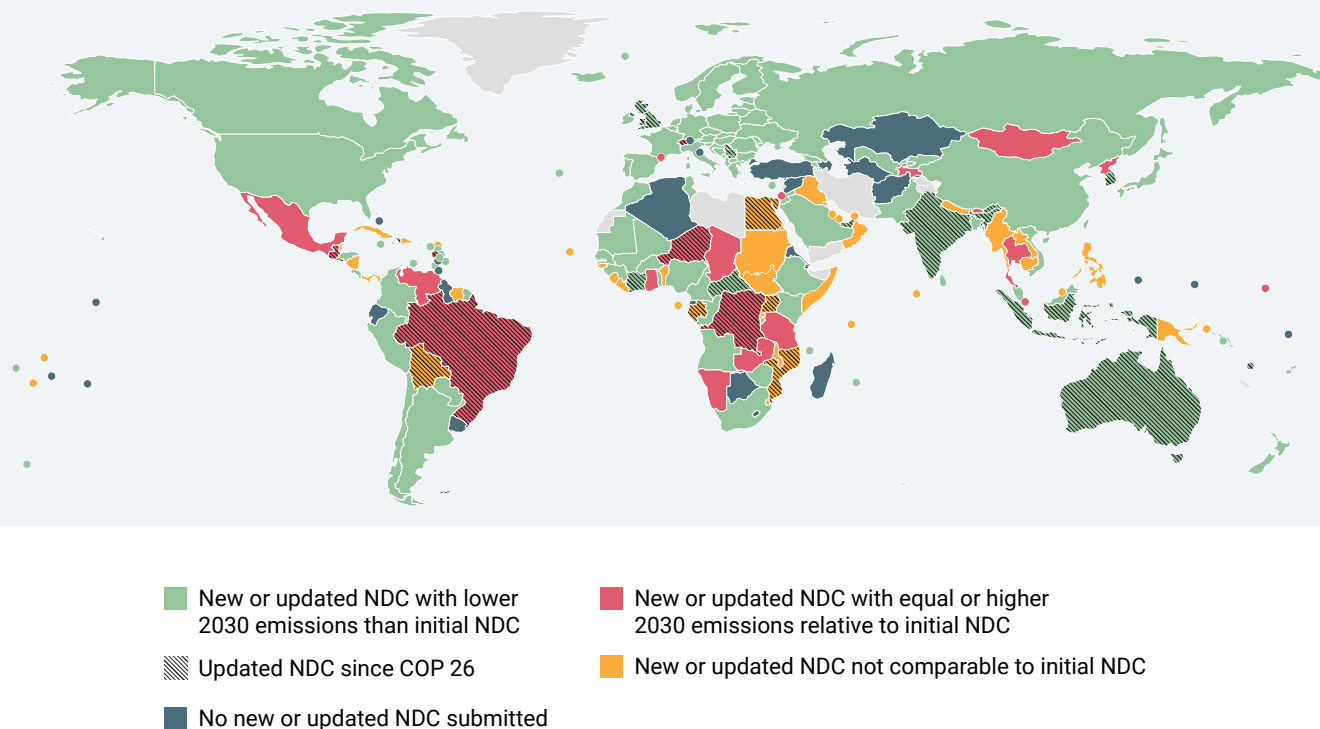 New or updated NDC with lower
2030 emissions than initial NDC
Updated NDC since COP 26
No new or updated NDC submitted
New or updated NDC with equal or higher
2030 emissions relative to initial NDC
New or updated NDC not comparable to initial NDC